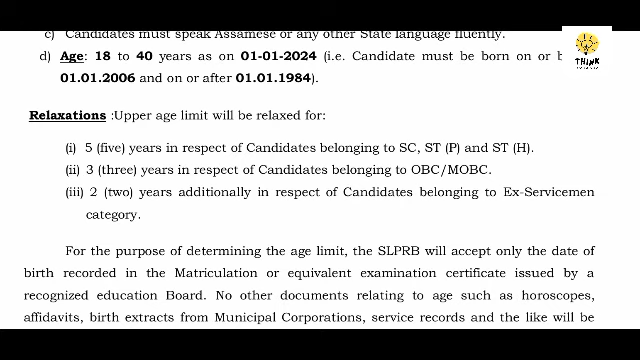 c) Candidates must speak Assamese or any other State language fluently.
d) Age: 18 to 40 years as on 01-01-2024 (i.e. Candidate must be born on or
01.01.2006 and on or after 01.01.1984).
THINK
Relaxations :Upper age limit will be relaxed for:
(i) 5 (five) years in respect of Candidates belonging to SC, ST (P) and ST (H).
(ii) 3 (three) years in respect of Candidates belonging to OBC/MOBC.
(iii) 2 (two) years additionally in respect of Candidates belonging to Ex-Servicemen
category.
For the purpose of determining the age limit, the SLPRB will accept only the date of
birth recorded in the Matriculation or equivalent examination certificate issued by a
recognized education Board. No other documents relating to age such as horoscopes,
affidavits, birth extracts from Municipal Corporations, service records and the like will be